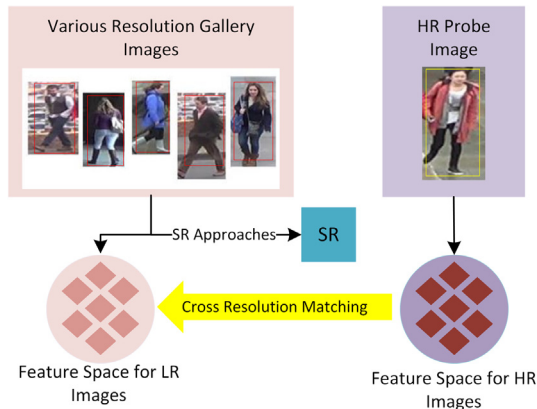 Various Resolution Gallery
Images
HR Probe
Image
SR Approaches
SR
Cross Resolution Matching
Feature Space for LR
Images
Feature Space for HR
Images